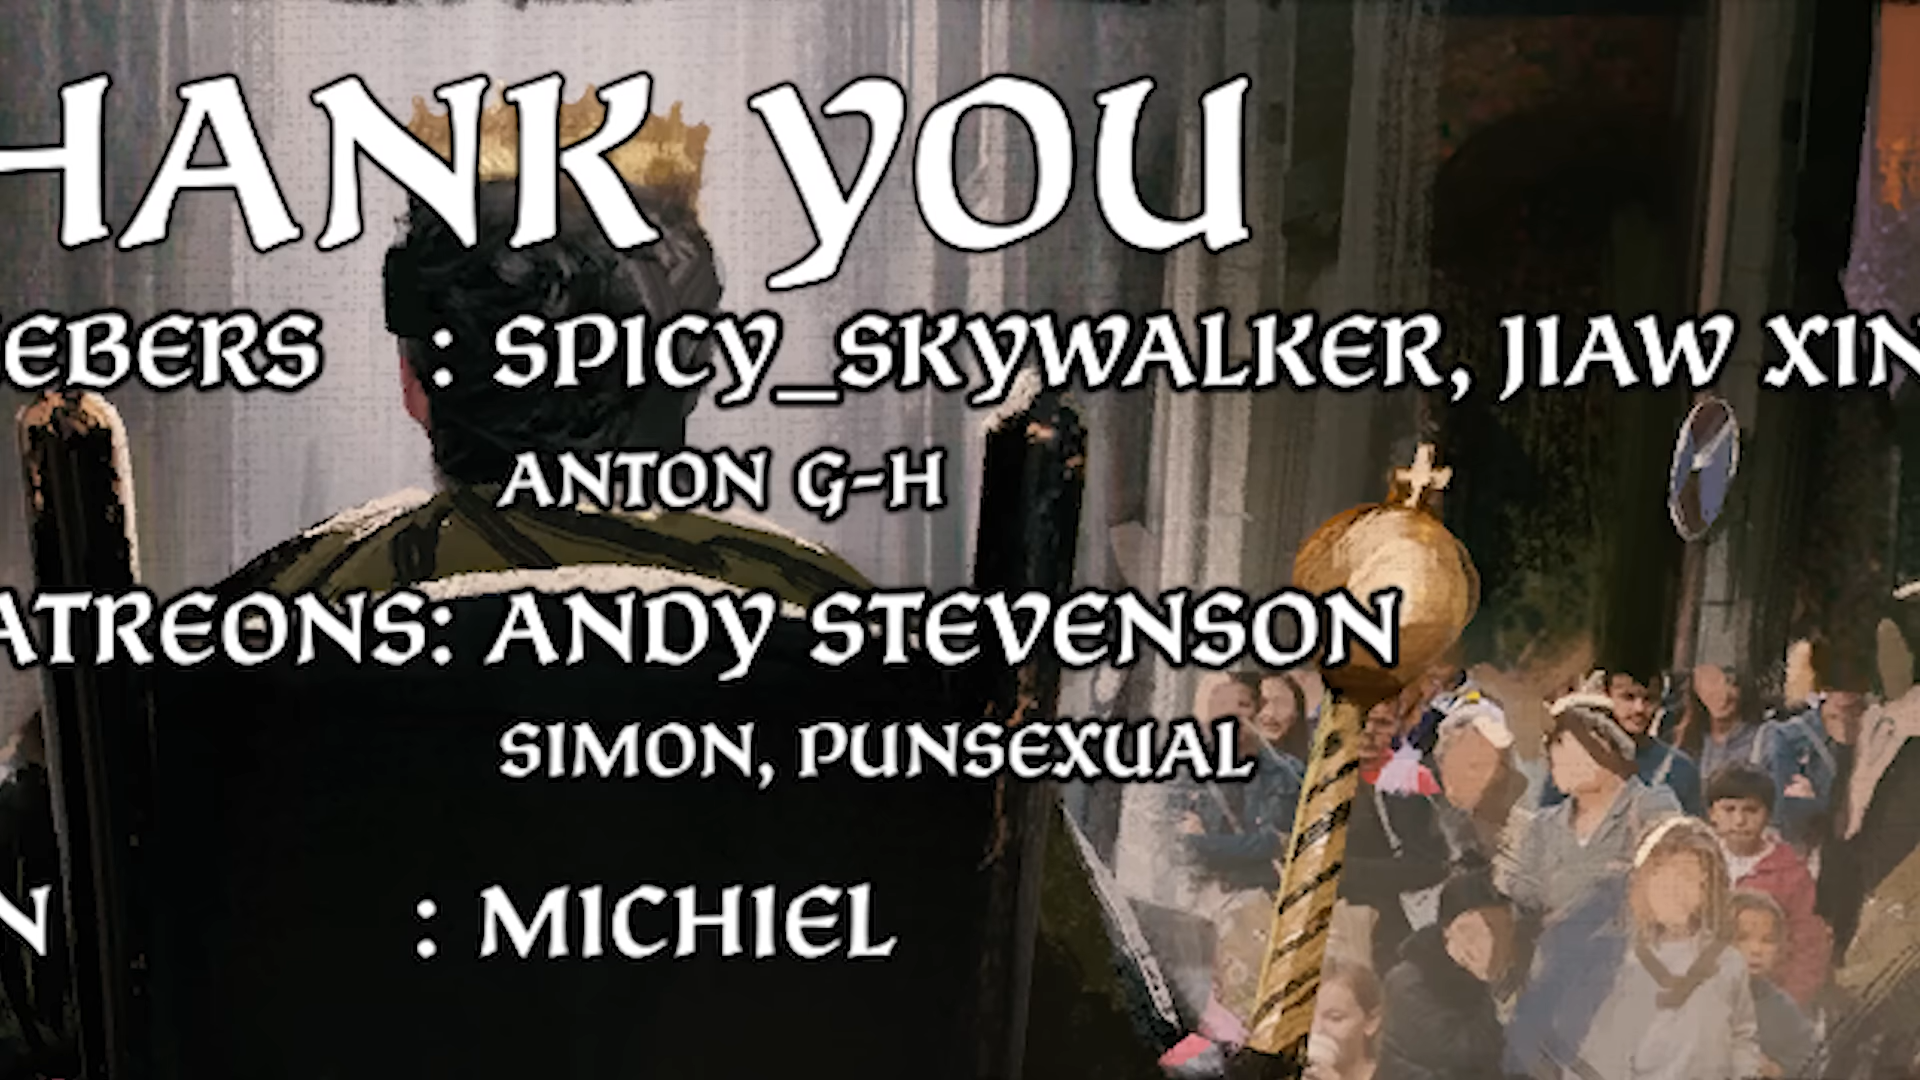 HANK YOU
EBERS : SPICY_SKYWALKER, JIAW XIN
ANTON G-H
ATREONS: ANDY STEVENSON
SIMON, PUNSEXUAL
N : MICHIEL